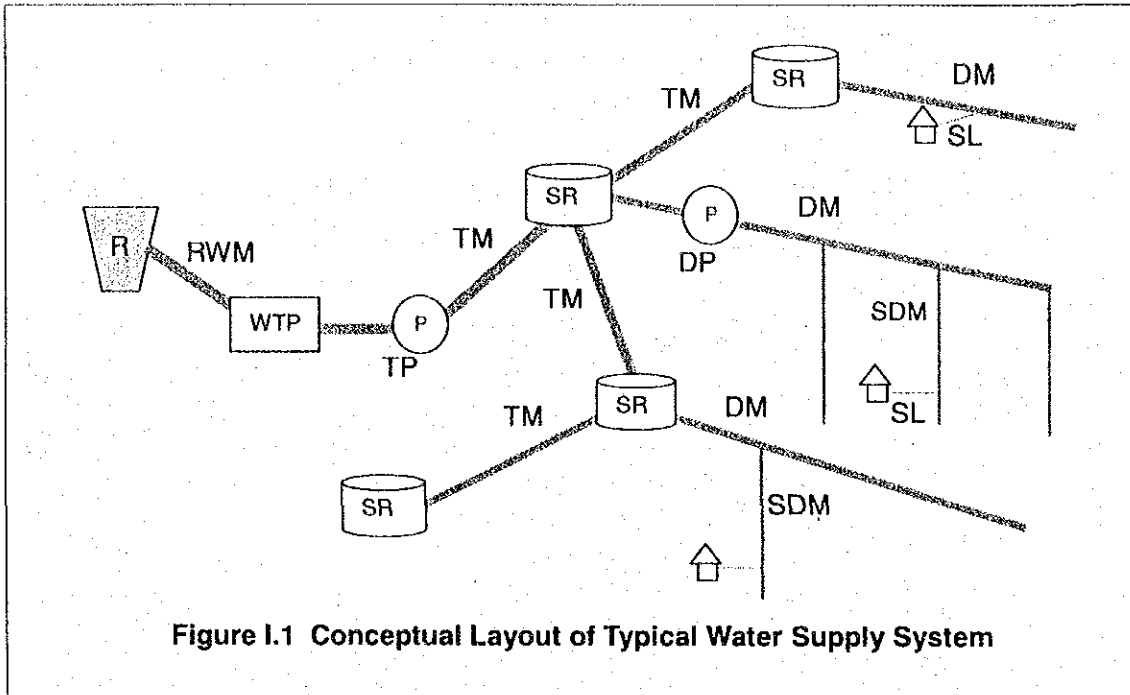 SR
DM
TM
SL
SR
P
DM
R
RWM
TM
DP
TM
SDM
WTP
P
TP
SL
SR
DM
TM
SR
SDM
Figure I.1 Conceptual Layout of Typical Water Supply System